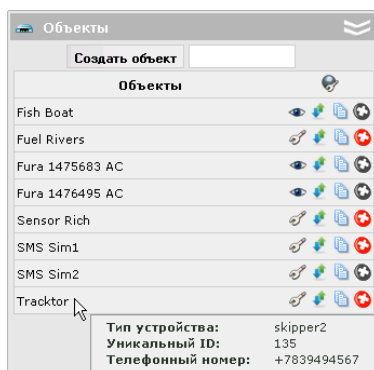 Объекты
Создать объект
Объекты
Fish Boat
Fuel Rivers
Fura 1475683 AC
Fura 1476495 AC
Sensor Rich
SMS Sim1
SMS Sim2
Tracktor
Тип устройства: skipper2
Уникальный ID: 135
Телефонный номер: +7839494567